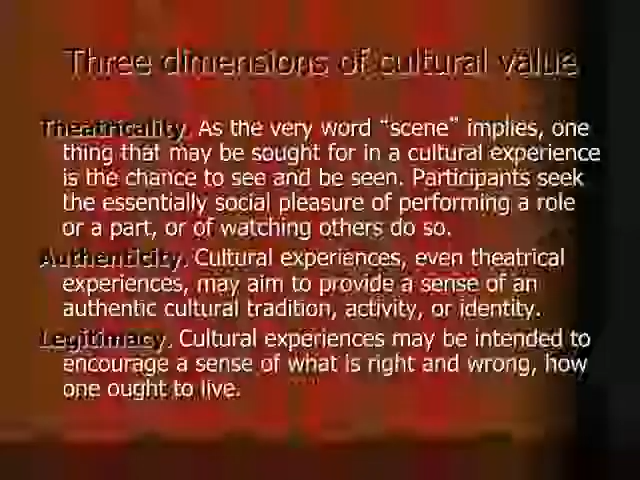 Three dimensions of cultural value
Theatricality. As the very word “scene” implies, one
thing that may be sought for in a cultural experience
is the chance to see and be seen. Participants seek
the essentially social pleasure of performing a role
or a part, or of watching others do so.
Authenticity. Cultural experiences, even theatrical
experiences, may aim to provide a sense of an
authentic cultural tradition, activity, or identity.
Legitimacy. Cultural experiences may be intended to
encourage a sense of what is right and wrong, how
one ought to live.